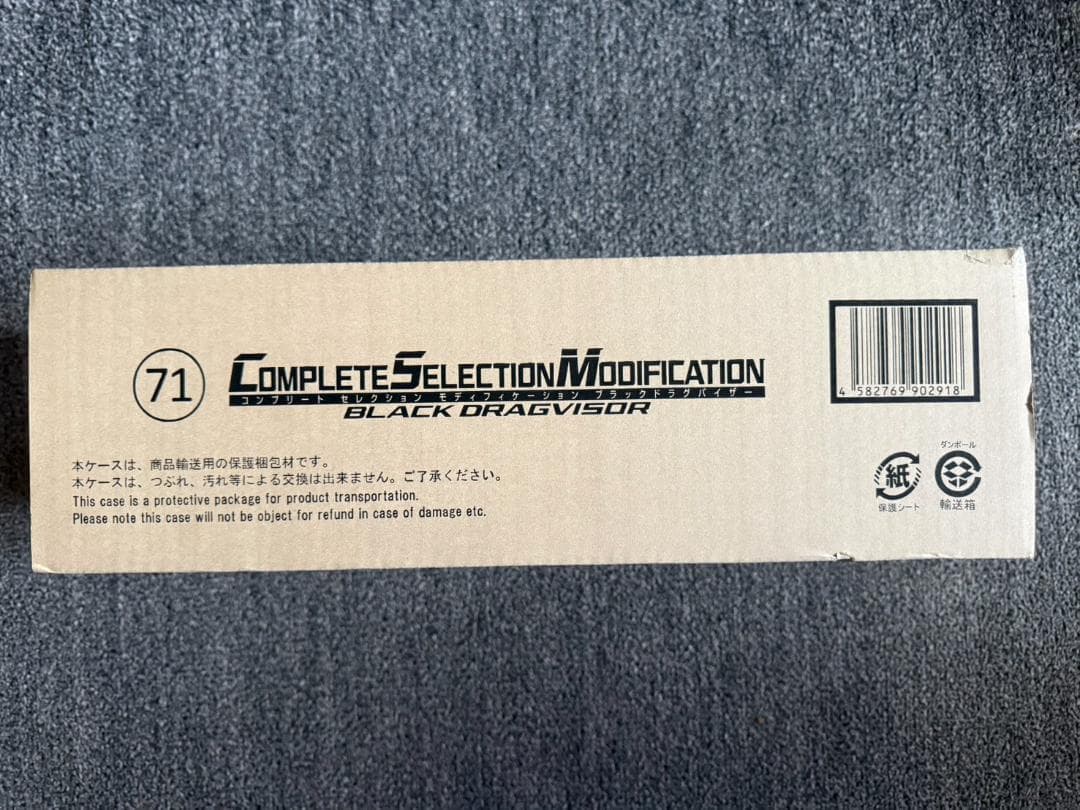 71
COMPLETE SELECTION MODIFICATION
コンプリート セレクション モディフィケーション ブラックドラグバイザー
BLACK DRAGVISOR
4 582769 902918
本ケースは、商品輸送用の保護梱包材です。
本ケースは、つぶれ、汚れ等による交換は出来ません。ご了承ください。
This case is a protective package for product transportation.
Please note this case will not be object for refund in case of damage etc.
紙
保護シート
ダンボール
輸送箱